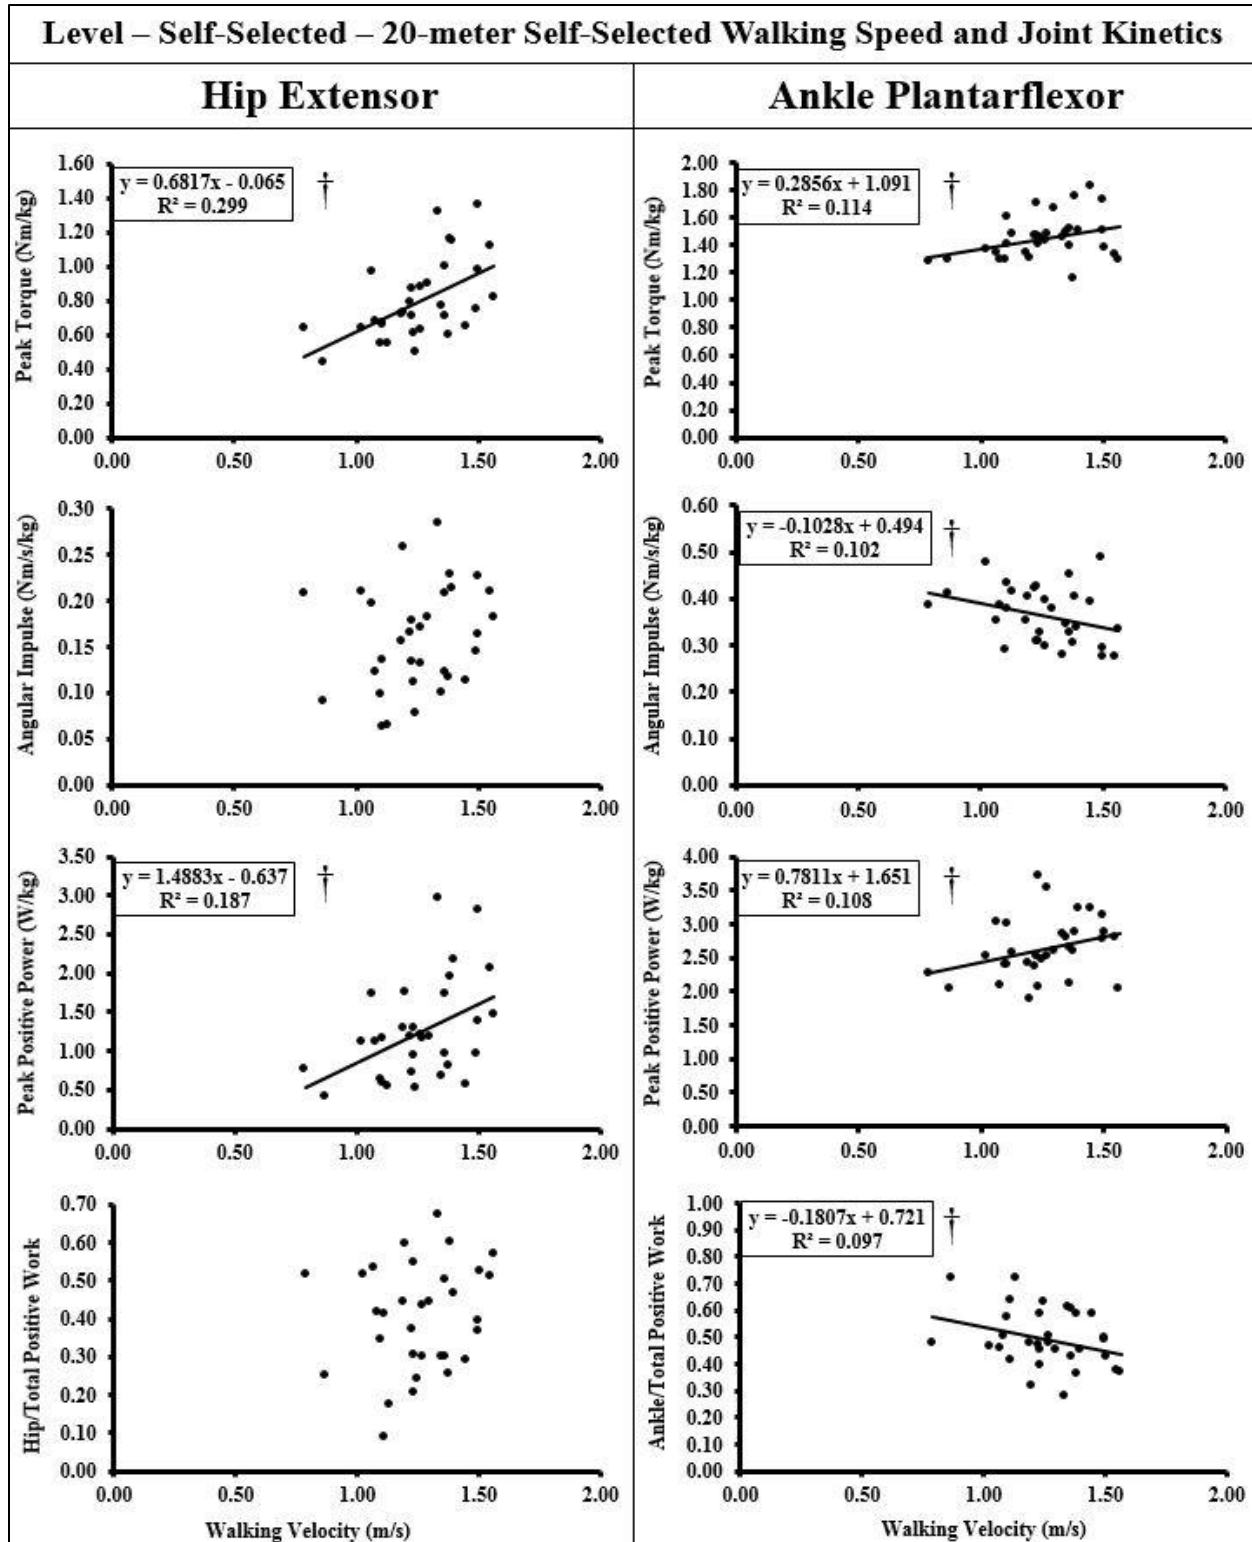 Level – Self-Selected – 20-meter Self-Selected Walking Speed and Joint Kinetics
Hip Extensor
Ankle Plantarflexor
Peak Torque (Nm/kg)
1.60
1.40
1.20
1.00
0.80
0.60
0.40
0.20
0.00
y = 0.6817x - 0.065
R² = 0.299
†
0.00 0.50 1.00 1.50 2.00
Peak Torque (Nm/kg)
2.00
1.80
1.60
1.40
1.20
1.00
0.80
0.60
0.40
0.20
0.00
y = 0.2856x + 1.091
R² = 0.114
†
0.00 0.50 1.00 1.50 2.00
Angular Impulse (Nm/s/kg)
0.30
0.25
0.20
0.15
0.10
0.05
0.00
0.00 0.50 1.00 1.50 2.00
Angular Impulse (Nm/s/kg)
0.60
0.50
0.40
0.30
0.20
0.10
0.00
y = -0.1028x + 0.494
R² = 0.102
†
0.00 0.50 1.00 1.50 2.00
Peak Positive Power (W/kg)
3.50
3.00
2.50
2.00
1.50
1.00
0.50
0.00
y = 1.4883x - 0.637
R² = 0.187
†
0.00 0.50 1.00 1.50 2.00
Peak Positive Power (W/kg)
4.00
3.50
3.00
2.50
2.00
1.50
1.00
0.50
0.00
y = 0.7811x + 1.651
R² = 0.108
†
0.00 0.50 1.00 1.50 2.00
Hip/Total Positive Work
0.70
0.60
0.50
0.40
0.30
0.20
0.10
0.00
0.00 0.50 1.00 1.50 2.00
Walking Velocity (m/s)
Ankle/Total Positive Work
1.00
0.90
0.80
0.70
0.60
0.50
0.40
0.30
0.20
0.10
0.00
y = -0.1807x + 0.721
R² = 0.097
†
0.00 0.50 1.00 1.50 2.00
Walking Velocity (m/s)